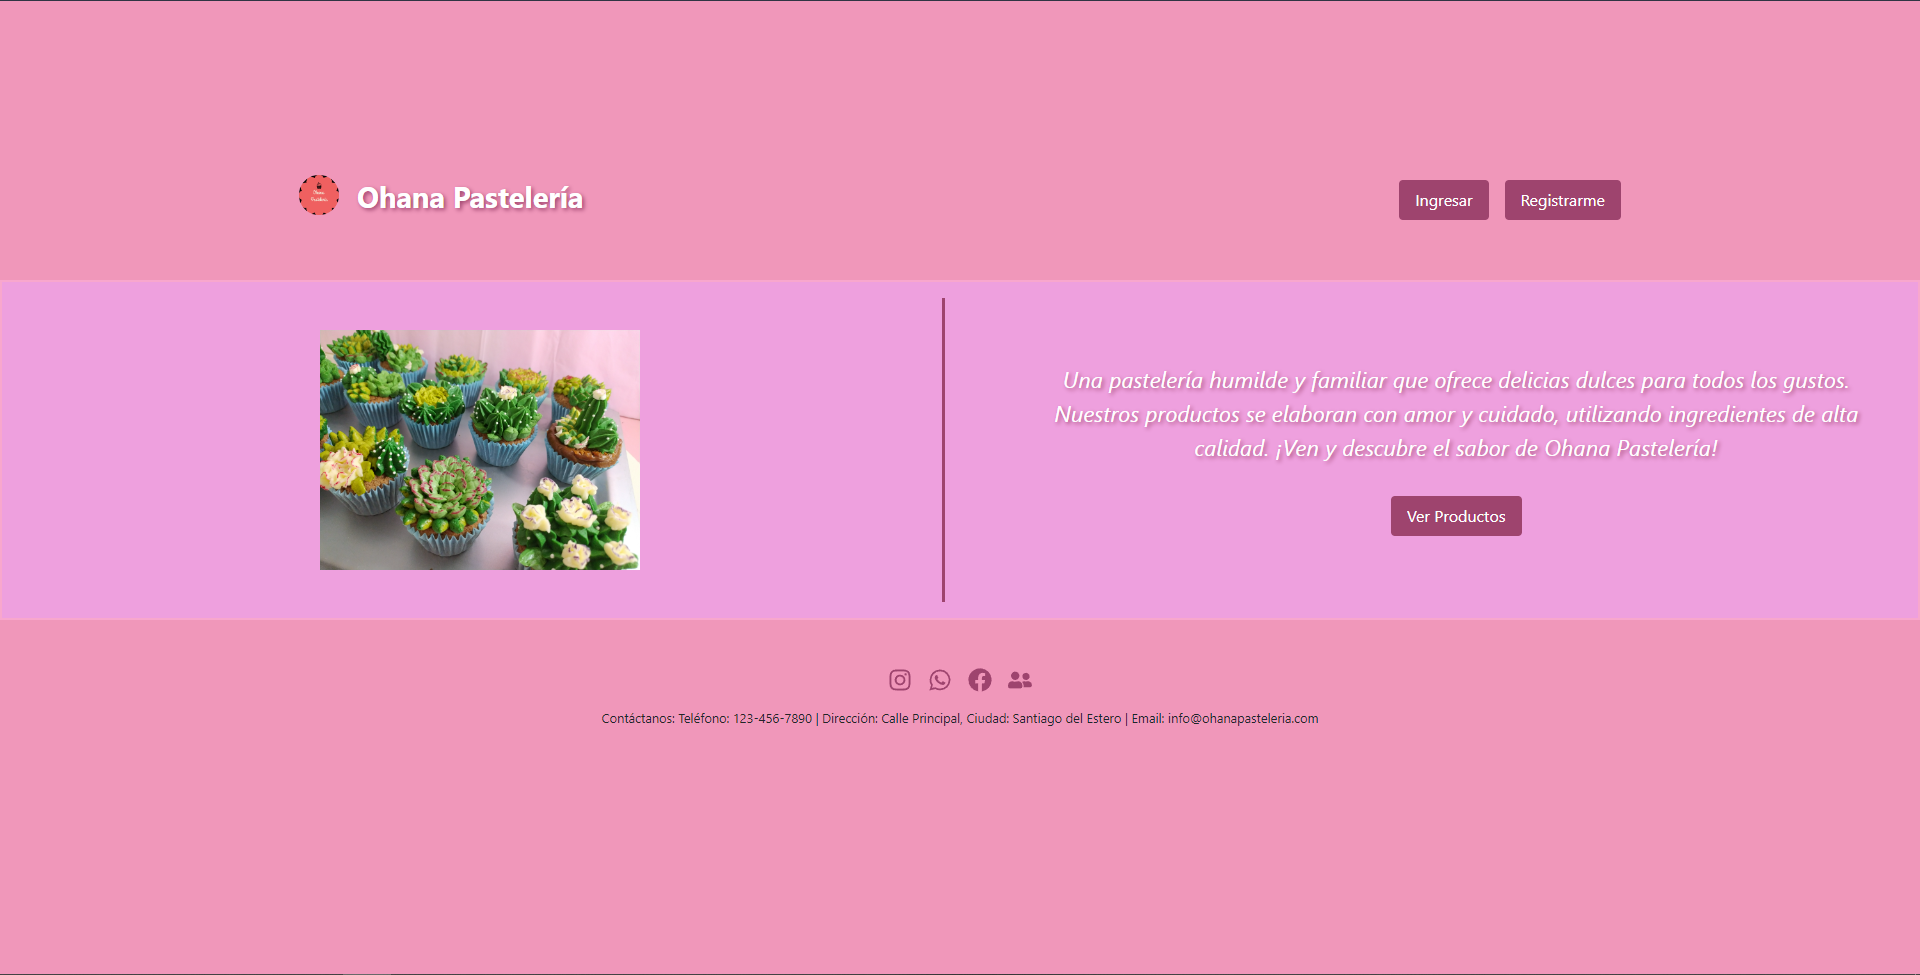 Ohana
Pastelería
Ohana Pastelería
Ingresar
Registrarme
Una pastelería humilde y familiar que ofrece delicias dulces para todos los gustos.
Nuestros productos se elaboran con amor y cuidado, utilizando ingredientes de alta
calidad. ¡Ven y descubre el sabor de Ohana Pastelería!
Ver Productos
Contáctanos: Teléfono: 123-456-7890 | Dirección: Calle Principal, Ciudad: Santiago del Estero | Email: info@ohanapasteleria.com